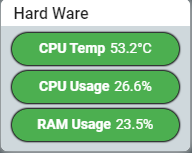 Hard Ware
CPU Temp 53.2°C
CPU Usage 26.6%
RAM Usage 23.5%